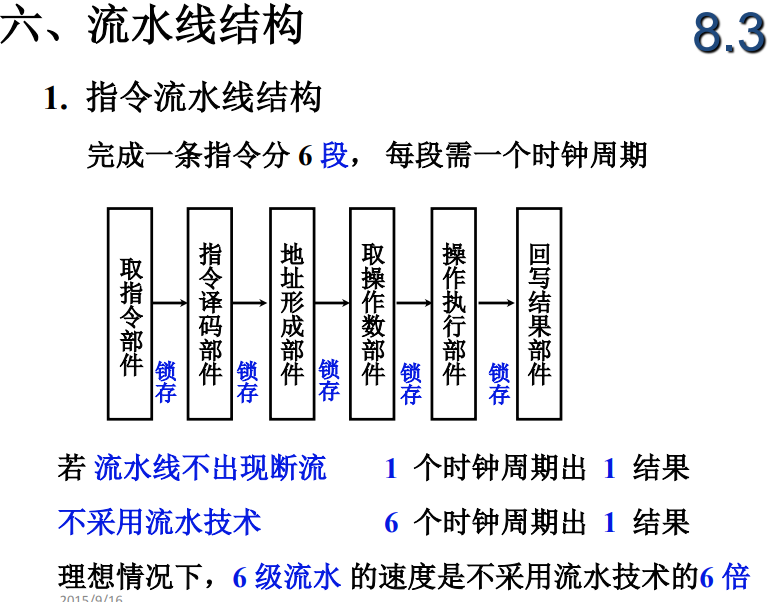 六、流水线结构
8.3
1. 指令流水线结构
完成一条指令分 6 段， 每段需一个时钟周期
取指令部件
锁存
指令译码部件
锁存
地址形成部件
锁存
取操作数部件
锁存
操作执行部件
锁存
回写结果部件
若 流水线不出现断流 1 个时钟周期出 1 结果
不采用流水技术 6 个时钟周期出 1 结果
理想情况下，6 级流水 的速度是不采用流水技术的6 倍
2015/9/16